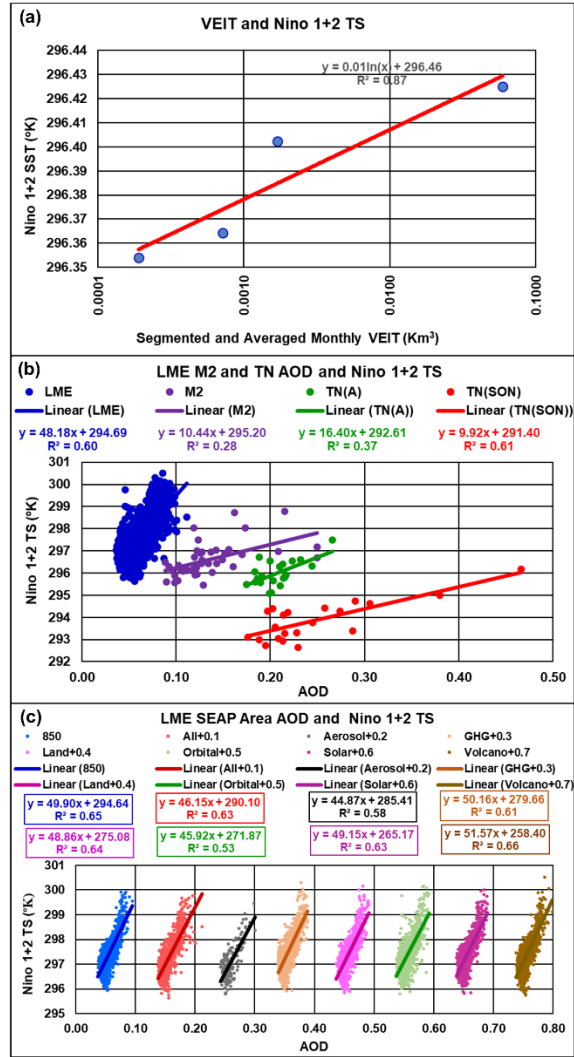 (a)
VEIT and Nino 1+2 TS
y = 0.01ln(x) + 296.46
R² = 0.87
Nino 1+2 SST (ºK)
296.44
296.43
296.42
296.41
296.40
296.39
296.38
296.37
296.36
296.35
0.0001
0.0010
0.0100
0.1000
Segmented and Averaged Monthly VEIT (Km³)
(b)
LME M2 and TN AOD and Nino 1+2 TS
LME M2 TN(A) TN(SON)
Linear (LME) Linear (M2) Linear (TN(A)) Linear (TN(SON))
y = 48.18x + 294.69 y = 10.44x + 295.20 y = 16.40x + 292.61 y = 9.92x + 291.40
R² = 0.60 R² = 0.28 R² = 0.37 R² = 0.61
Nino 1+2 TS (ºK)
301
300
299
298
297
296
295
294
293
292
0.00 0.10 0.20 0.30 0.40 0.50
AOD
(c)
LME SEAP Area AOD and Nino 1+2 TS
850 All+0.1 Aerosol+0.2 GHG+0.3
Land+0.4 Orbital+0.5 Solar+0.6 Volcano+0.7
Linear (850) Linear (All+0.1) Linear (Aerosol+0.2) Linear (GHG+0.3)
Linear (Land+0.4) Linear (Orbital+0.5) Linear (Solar+0.6) Linear (Volcano+0.7)
y = 49.90x + 294.64 y = 46.15x + 290.10 y = 44.87x + 285.41 y = 50.16x + 279.66
R² = 0.65 R² = 0.63 R² = 0.58 R² = 0.61
y = 48.86x + 275.08 y = 45.92x + 271.87 y = 49.15x + 265.17 y = 51.57x + 258.40
R² = 0.64 R² = 0.53 R² = 0.63 R² = 0.66
Nino 1+2 TS (ºK)
301
300
299
298
297
296
295
0.00 0.10 0.20 0.30 0.40 0.50 0.60 0.70 0.80
AOD